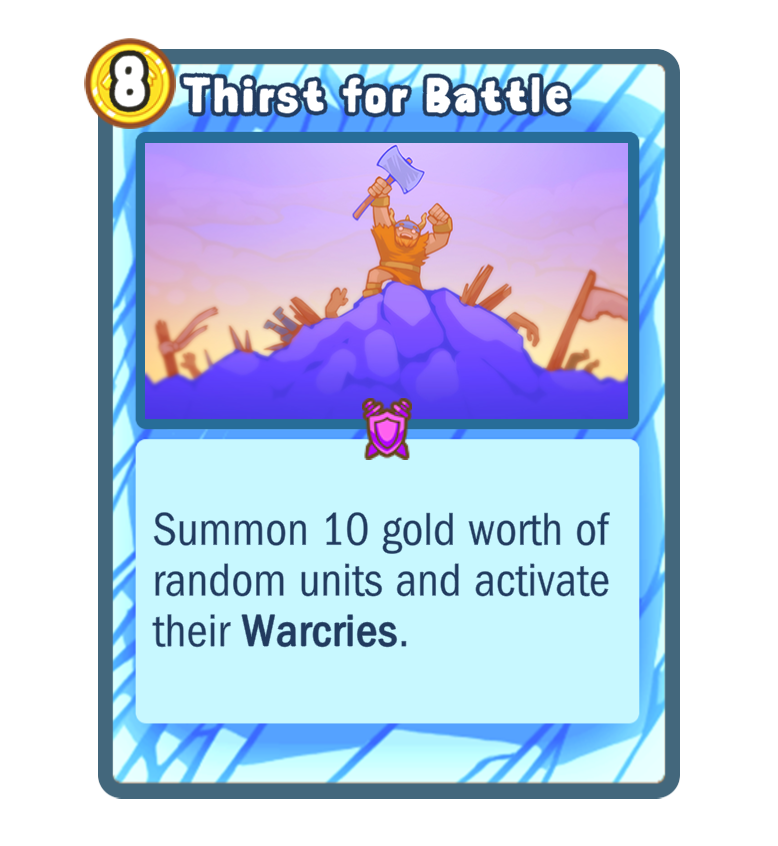 8
Thirst for Battle
Summon 10 gold worth of
random units and activate
their Warcries.